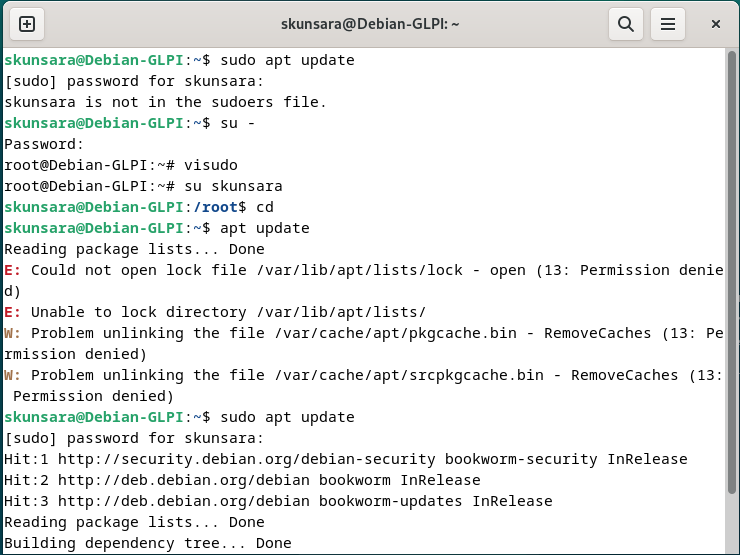 skunsara@Debian-GLPI: ~
skunsara@Debian-GLPI:~$ sudo apt update
[sudo] password for skunsara:
skunsara is not in the sudoers file.
skunsara@Debian-GLPI:~$ su -
Password:
root@Debian-GLPI:~# visudo
root@Debian-GLPI:~# su skunsara
skunsara@Debian-GLPI:/root$ cd
skunsara@Debian-GLPI:~$ apt update
Reading package lists... Done
E: Could not open lock file /var/lib/apt/lists/lock - open (13: Permission denie
d)
E: Unable to lock directory /var/lib/apt/lists/
W: Problem unlinking the file /var/cache/apt/pkgcache.bin - RemoveCaches (13: Pe
rmission denied)
W: Problem unlinking the file /var/cache/apt/srcpkgcache.bin - RemoveCaches (13:
 Permission denied)
skunsara@Debian-GLPI:~$ sudo apt update
[sudo] password for skunsara:
Hit:1 http://security.debian.org/debian-security bookworm-security InRelease
Hit:2 http://deb.debian.org/debian bookworm InRelease
Hit:3 http://deb.debian.org/debian bookworm-updates InRelease
Reading package lists... Done
Building dependency tree... Done